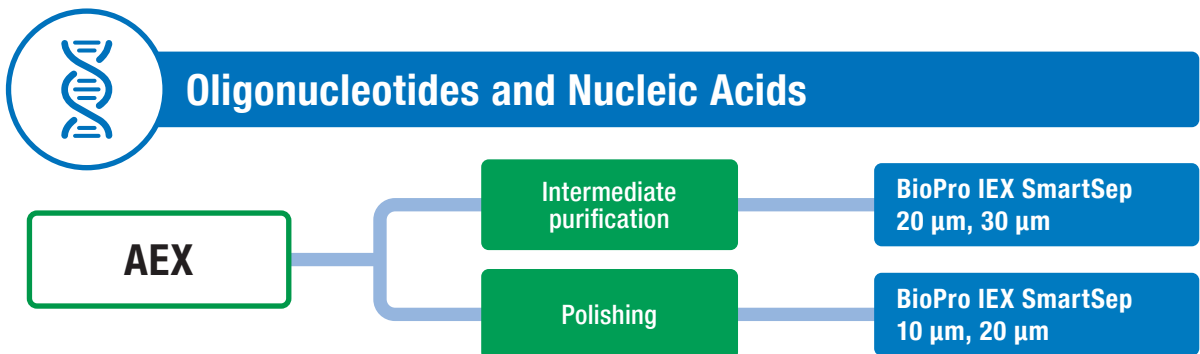 Oligonucleotides and Nucleic Acids
AEX
Intermediate
purification
BioPro IEX SmartSep
20 µm, 30 µm
Polishing
BioPro IEX SmartSep
10 µm, 20 µm